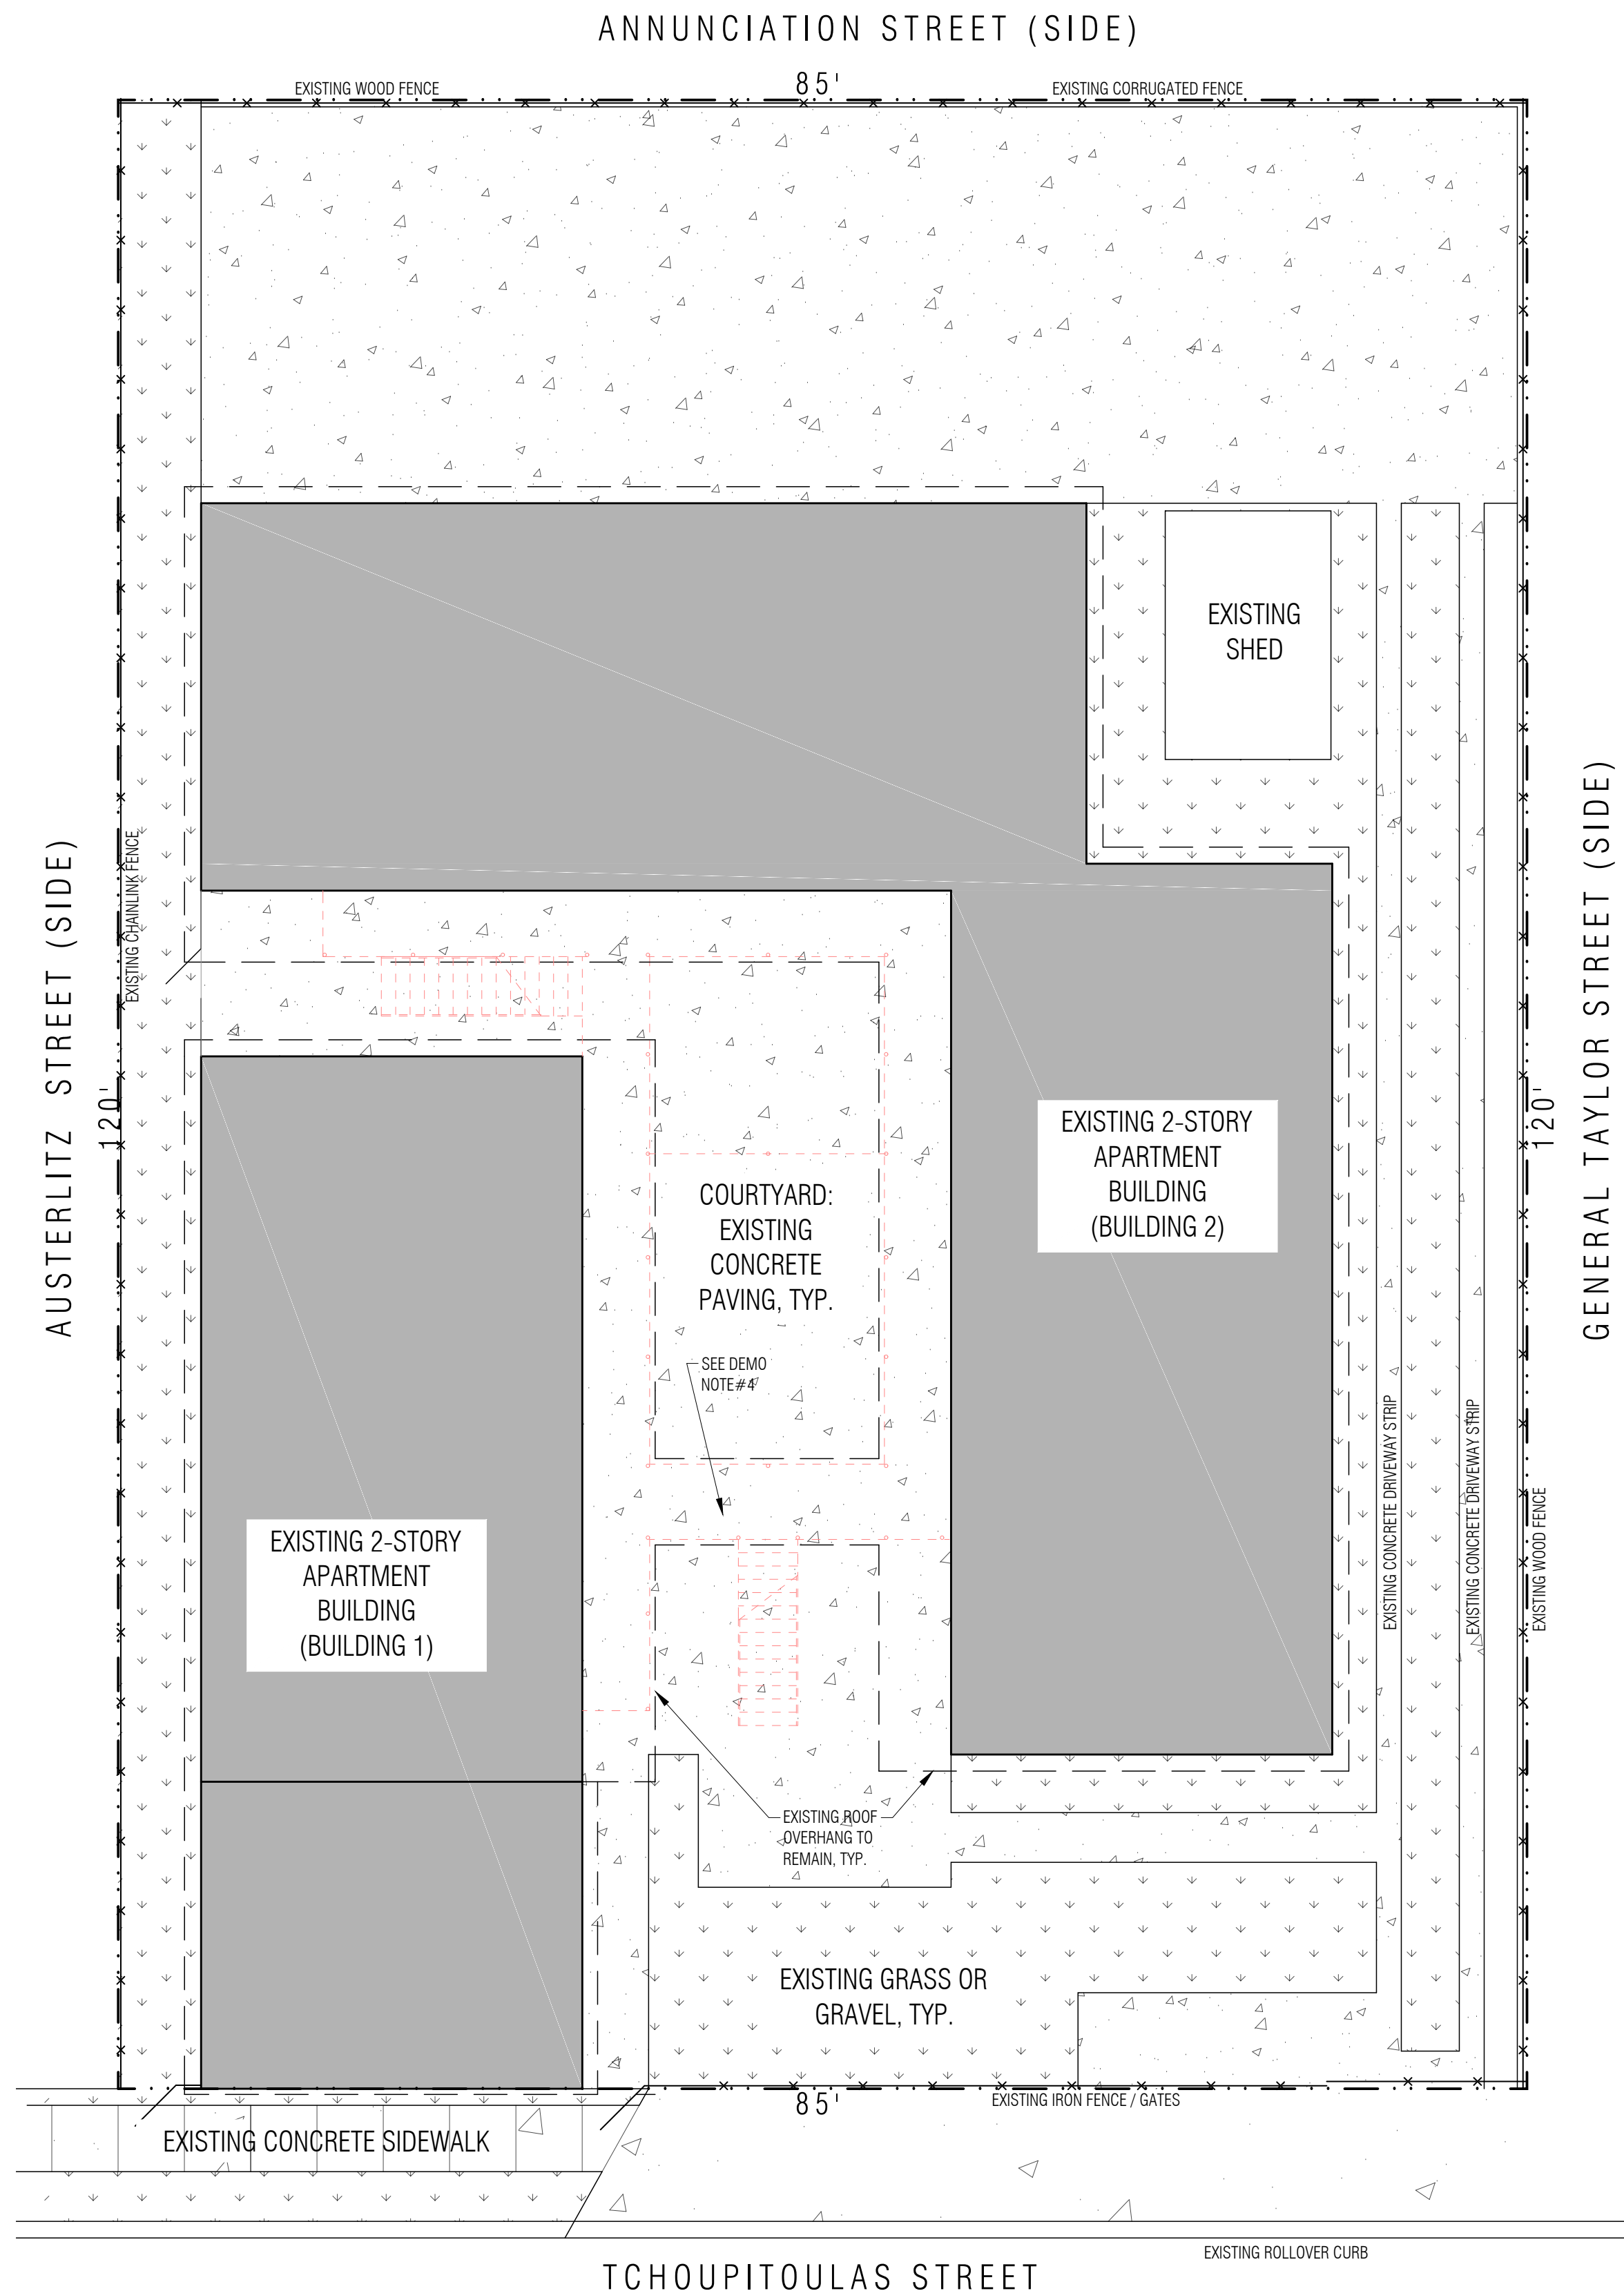 ANNUNCIATION STREET (SIDE)
85'
EXISTING WOOD FENCE
EXISTING CORRUGATED FENCE
EXISTING
SHED
AUSTERLITZ STREET (SIDE)
120'
EXISTING CHAINLINK FENCE
GENERAL TAYLOR STREET (SIDE)
120'
EXISTING 2-STORY
APARTMENT
BUILDING
(BUILDING 2)
COURTYARD:
EXISTING
CONCRETE
PAVING, TYP.
SEE DEMO
NOTE#4
EXISTING CONCRETE DRIVEWAY STRIP
EXISTING CONCRETE DRIVEWAY STRIP
EXISTING WOOD FENCE
EXISTING 2-STORY
APARTMENT
BUILDING
(BUILDING 1)
EXISTING ROOF
OVERHANG TO
REMAIN, TYP.
EXISTING GRASS OR
GRAVEL, TYP.
85'
EXISTING IRON FENCE / GATES
EXISTING CONCRETE SIDEWALK
EXISTING ROLLOVER CURB
TCHOUPITOULAS STREET